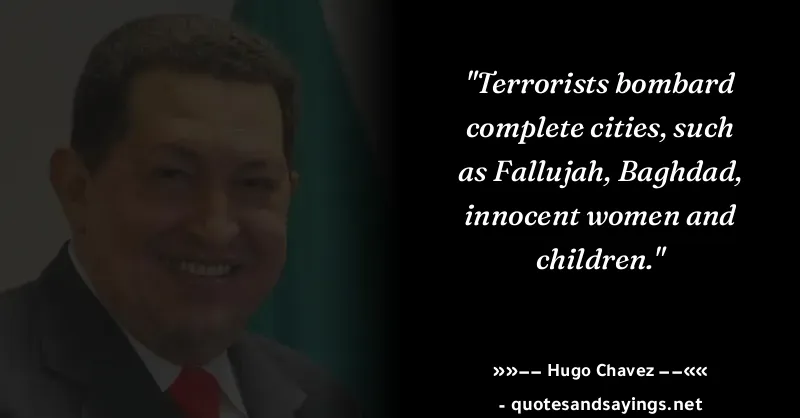 "Terrorists bombard
complete cities, such
as Fallujah, Baghdad,
innocent women and
children."
»»–– Hugo Chavez ––««
- quotesandsayings.net